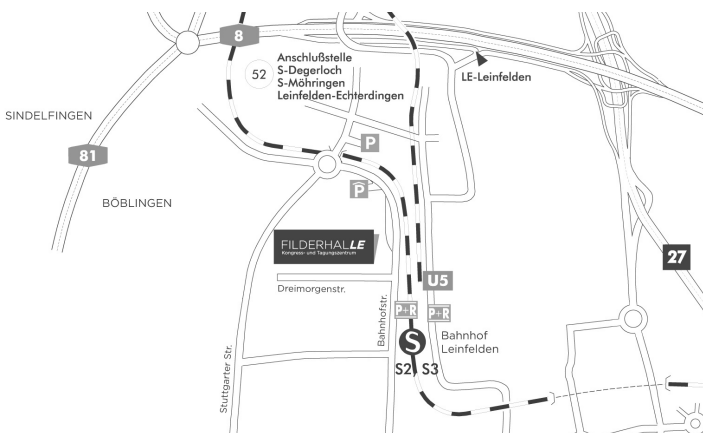 8
52
Anschlußstelle
S-Degerloch
S-Möhringen
Leinfelden-Echterdingen
LE-Leinfelden
SINDELFINGEN
81
P
BÖBLINGEN
P
FILDERHALLE
Kongress- und Tagungszentrum
27
U5
Dreimorgenstr.
P+R
P+R
Bahnhofstr.
S
Bahnhof
Leinfelden
Stuttgarter Str.
S2
S3